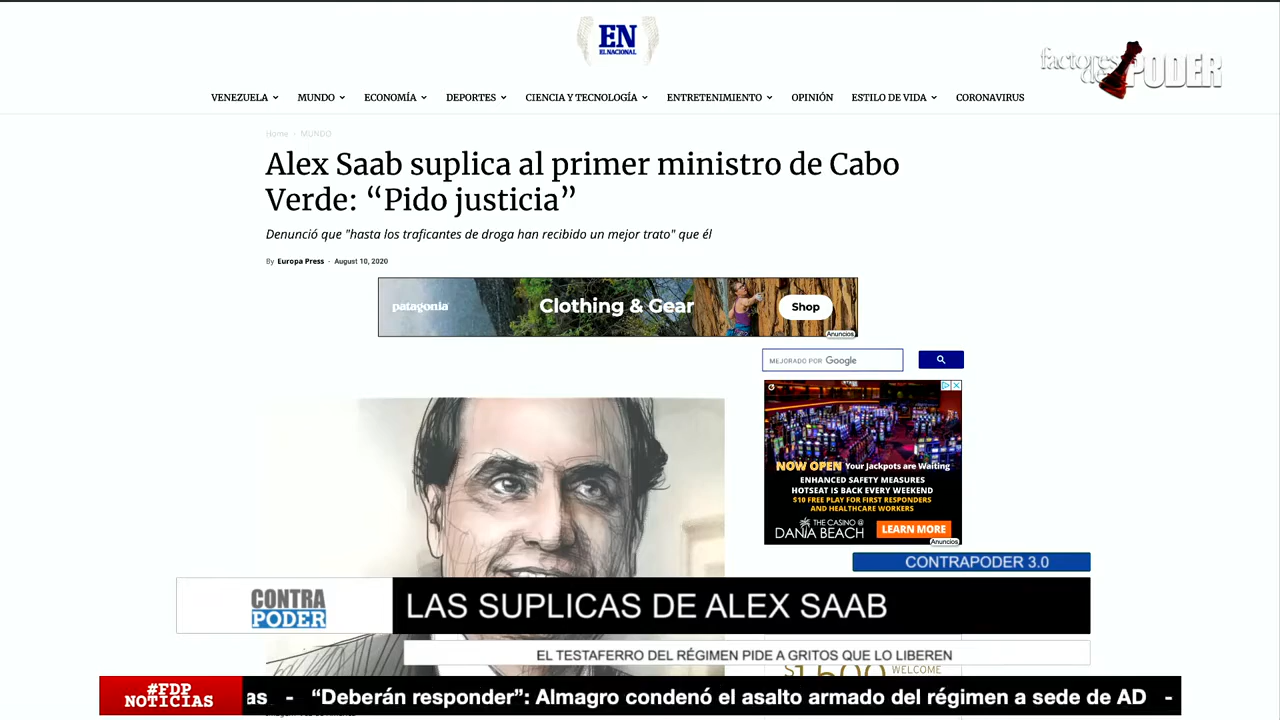 EN
EL NACIONAL
factores de PODER
VENEZUELA MUNDO ECONOMÍA DEPORTES CIENCIA Y TECNOLOGÍA ENTRETENIMIENTO OPINIÓN ESTILO DE VIDA CORONAVIRUS
Home - MUNDO
Alex Saab suplica al primer ministro de Cabo
Verde: “Pido justicia”
Denunció que "hasta los traficantes de droga han recibido un mejor trato" que él
By Europa Press - August 10, 2020
patagonia Clothing & Gear Shop
Anuncios
MEJORADO POR Google
NOW OPEN Your Jackpots are Waiting
ENHANCED SAFETY MEASURES
HOTSEAT IS BACK EVERY WEEKEND
$10 FREE PLAY FOR FIRST RESPONDERS
AND HEALTHCARE WORKERS
THE CASINO @
DANIA BEACH
LEARN MORE
Anuncios
CONTRAPODER 3.0
CONTRA
PODER
LAS SUPLICAS DE ALEX SAAB
EL TESTAFERRO DEL RÉGIMEN PIDE A GRITOS QUE LO LIBEREN
WELCOME
#FDP
NOTICIAS
as - “Deberán responder”: Almagro condenó el asalto armado del régimen a sede de AD -